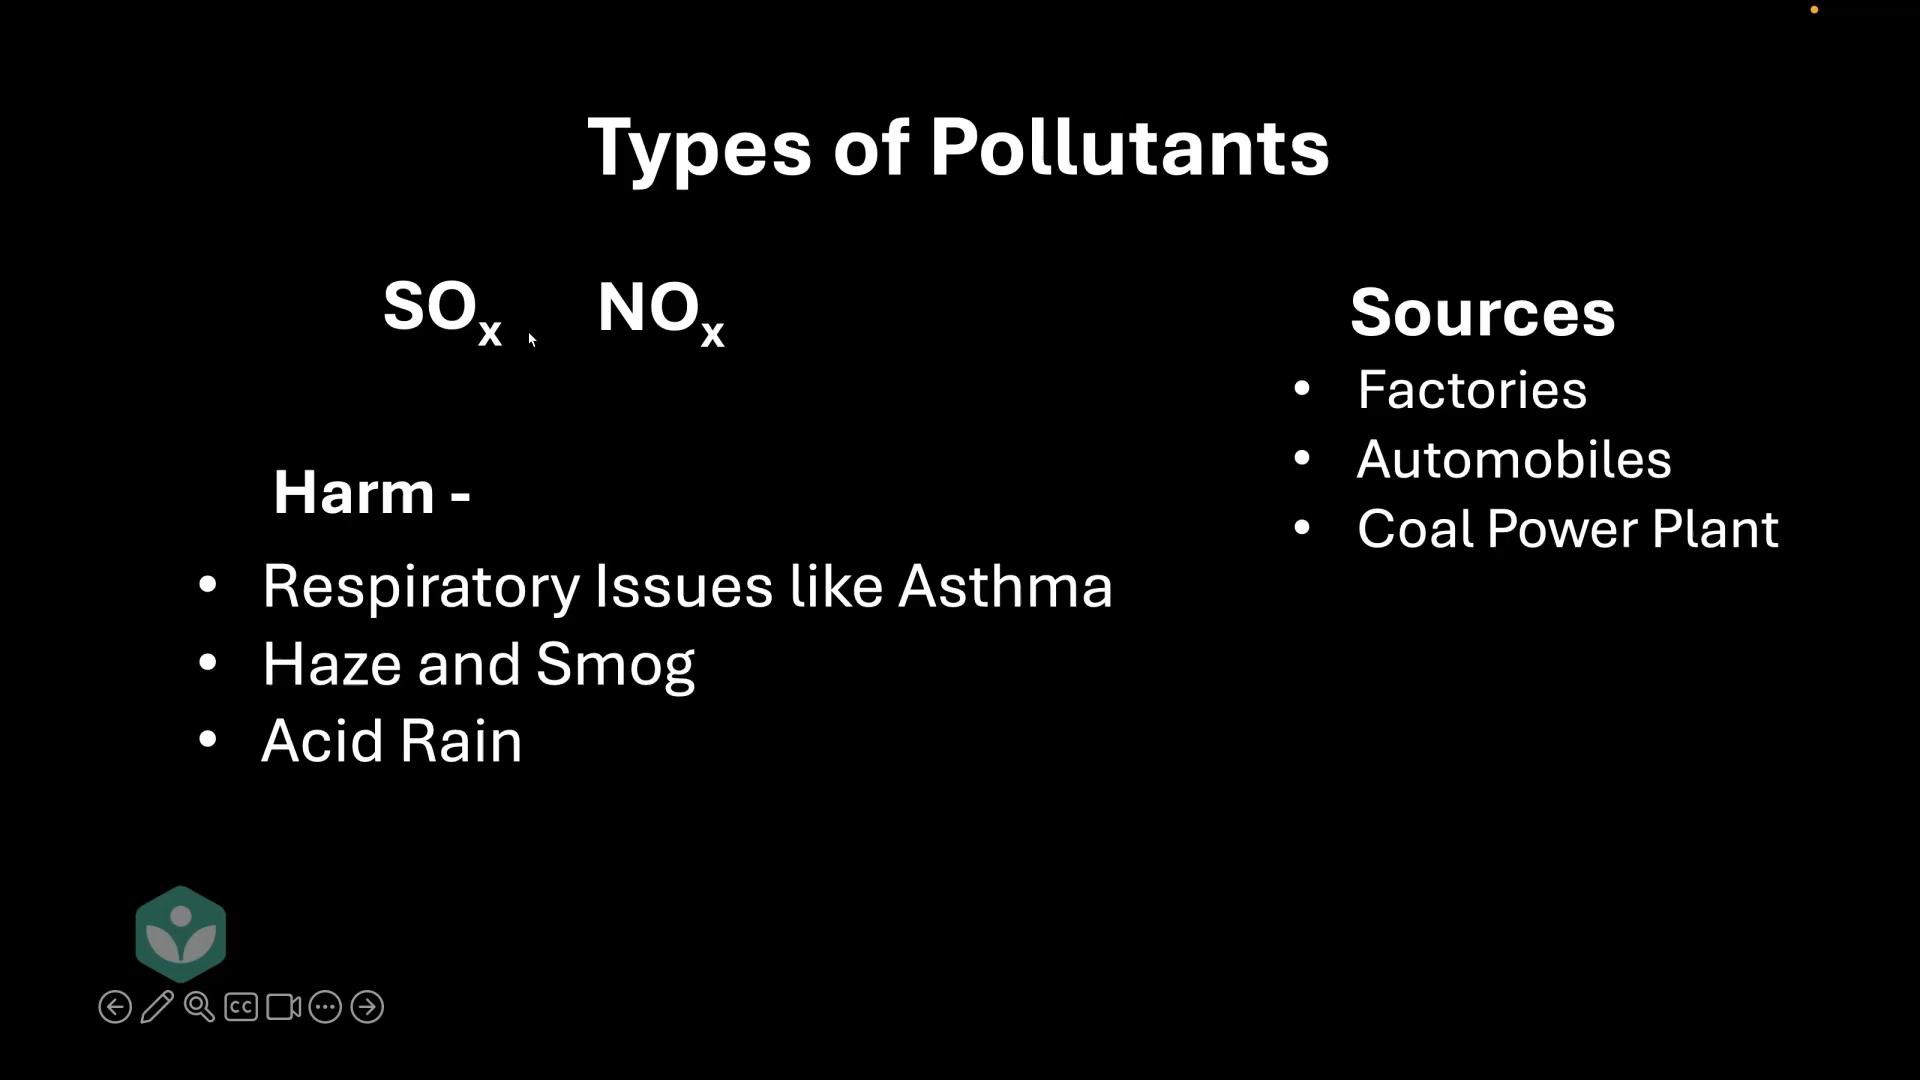 Types of Pollutants
SOₓ NOₓ
Harm -
• Respiratory Issues like Asthma
• Haze and Smog
• Acid Rain
Sources
• Factories
• Automobiles
• Coal Power Plant
CC